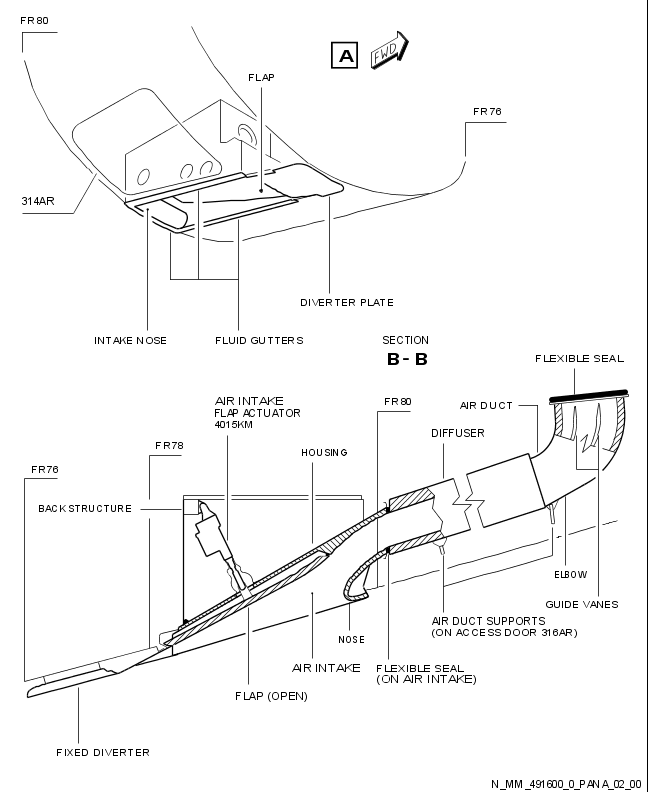 FR80
A
FWD
FLAP
FR76
314AR
DIVERTER PLATE
INTAKE NOSE
FLUID GUTTERS
SECTION
B-B
FLEXIBLE SEAL
AIR INTAKE
FLAP ACTUATOR
4015KM
FR80
AIR DUCT
DIFFUSER
FR78
HOUSING
FR76
BACK STRUCTURE
ELBOW
GUIDE VANES
AIR DUCT SUPPORTS
(ON ACCESS DOOR 316AR)
NOSE
AIR INTAKE
FLEXIBLE SEAL
(ON AIR INTAKE)
FLAP (OPEN)
FIXED DIVERTER
N_MM_491600_0_PANA_02_00